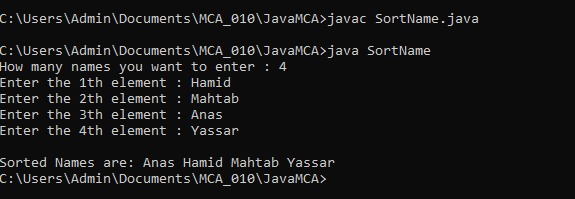 C:\Users\Admin\Documents\MCA_010\JavaMCA>javac SortName.java
C:\Users\Admin\Documents\MCA_010\JavaMCA>java SortName
How many names you want to enter : 4
Enter the 1th element : Hamid
Enter the 2th element : Mahtab
Enter the 3th element : Anas
Enter the 4th element : Yassar
Sorted Names are: Anas Hamid Mahtab Yassar
C:\Users\Admin\Documents\MCA_010\JavaMCA>